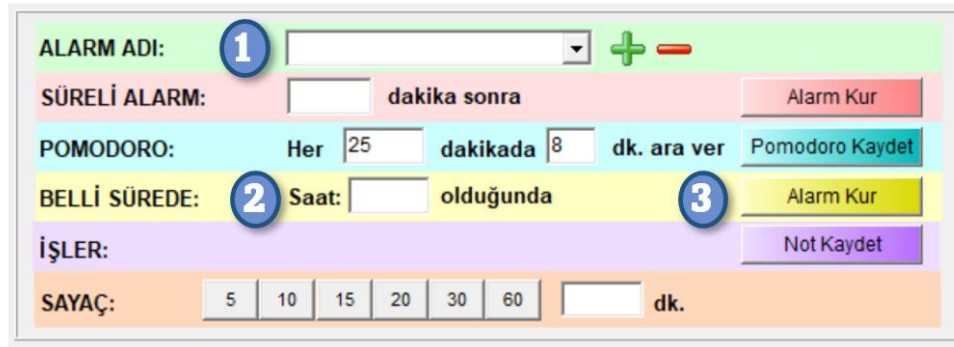 ALARM ADI: 1
SÜRELİ ALARM: dakika sonra Alarm Kur
POMODORO: Her 25 dakikada 8 dk. ara ver Pomodoro Kaydet
BELLİ SÜREDE: 2 Saat: olduğunda 3 Alarm Kur
İŞLER: Not Kaydet
SAYAÇ: 5 10 15 20 30 60 dk.